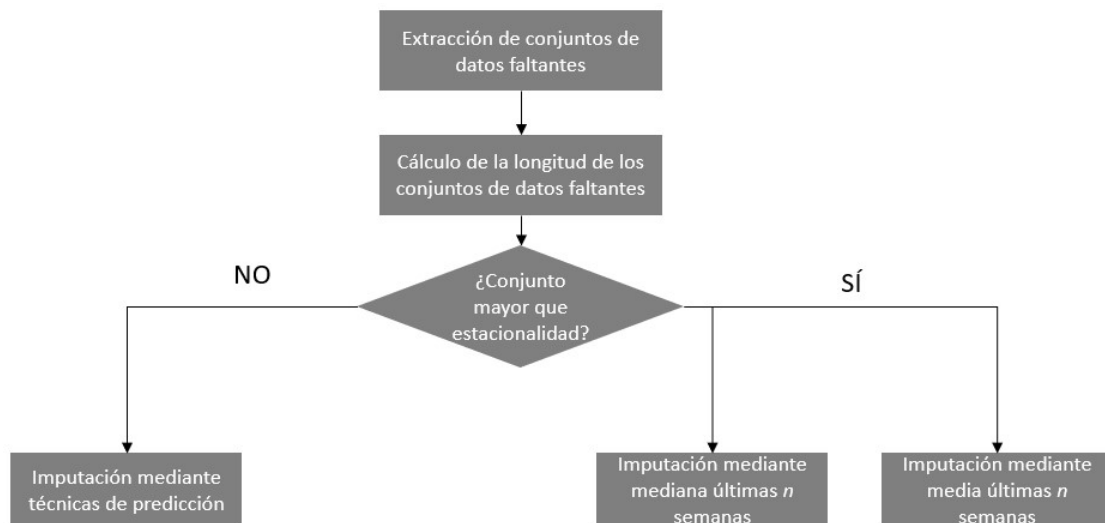 Extracción de conjuntos de
datos faltantes
Cálculo de la longitud de los
conjuntos de datos faltantes
NO
¿Conjunto
mayor que
estacionalidad?
SÍ
Imputación mediante
técnicas de predicción
Imputación mediante
mediana últimas n
semanas
Imputación mediante
media últimas n
semanas